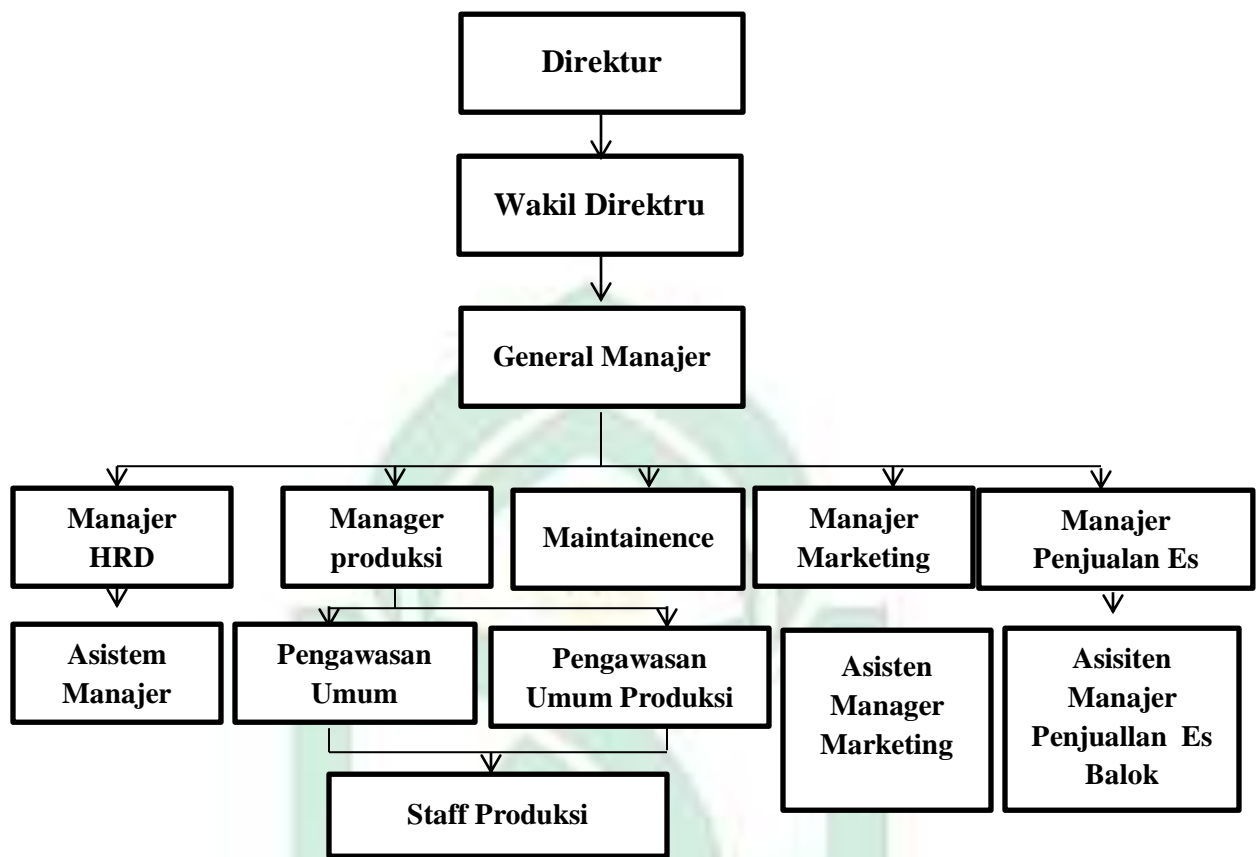 Direktur
Wakil Direktru
General Manajer
Manajer
HRD
Manager
produksi
Maintainence
Manajer
Marketing
Manajer
Penjualan Es
Asistem
Manajer
Pengawasan
Umum
Pengawasan
Umum Produksi
Asisten
Manager
Marketing
Asisiten
Manajer
Penjuallan Es
Balok
Staff Produksi